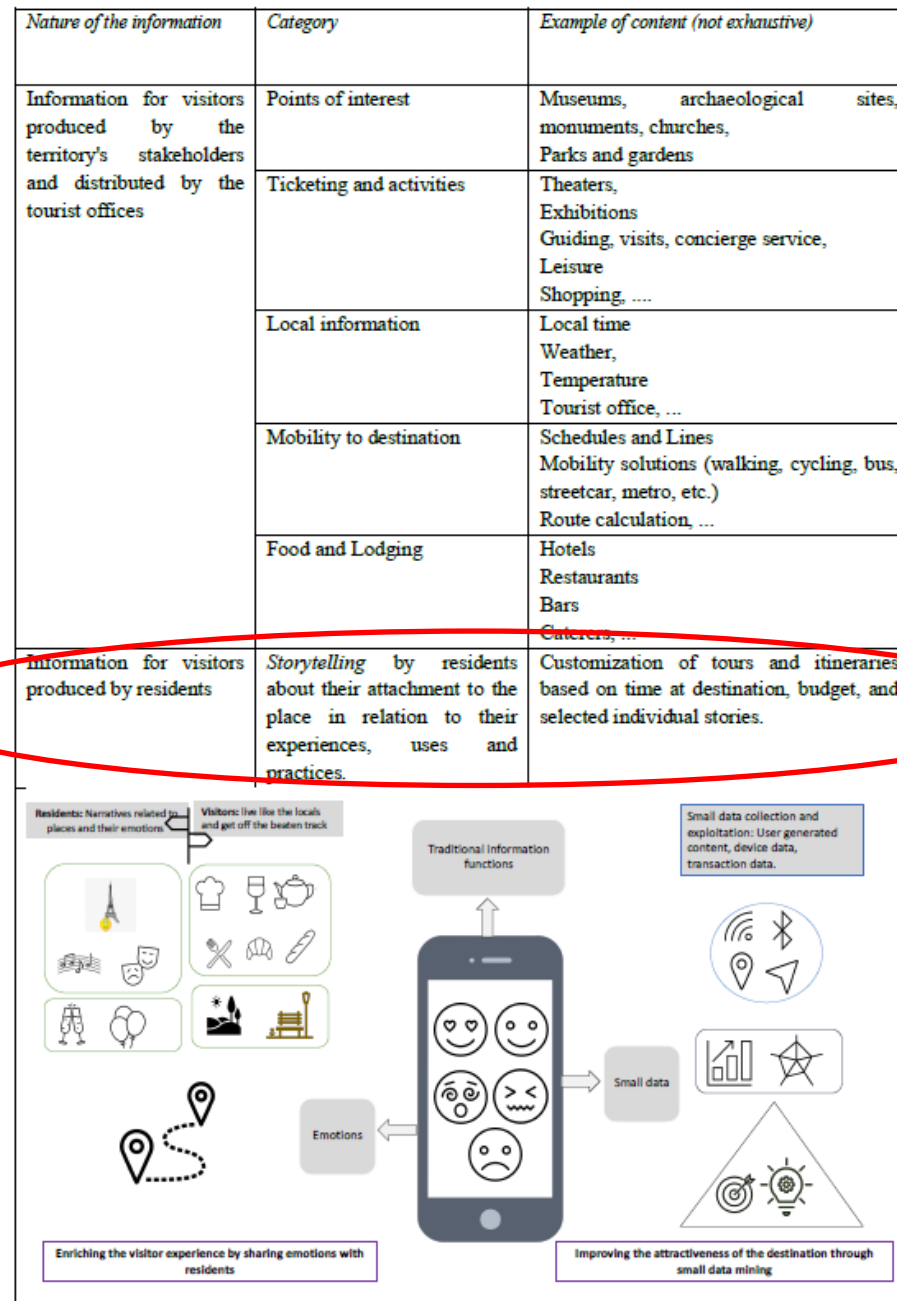 Nature of the information
Category
Example of content (not exhaustive)
Information for visitors
produced by the
territory's stakeholders
and distributed by the
tourist offices
Points of interest
Museums, archaeological sites,
monuments, churches,
Parks and gardens
Ticketing and activities
Theaters,
Exhibitions
Guiding, visits, concierge service,
Leisure
Shopping, ....
Local information
Local time
Weather,
Temperature
Tourist office, ...
Mobility to destination
Schedules and Lines
Mobility solutions (walking, cycling, bus,
streetcar, metro, etc.)
Route calculation, ...
Food and Lodging
Hotels
Restaurants
Bars
Caterers, ...
Information for visitors
produced by residents
Storytelling by residents
about their attachment to the
place in relation to their
experiences, uses and
practices.
Customization of tours and itineraries
based on time at destination, budget, and
selected individual stories.
Residents: Narratives related to
places and their emotions
Visitors: live like the locals
and get off the beaten track
Traditional information
functions
Small data collection and
exploitation: User generated
content, device data,
transaction data.
Small data
Emotions
Enriching the visitor experience by sharing emotions with
residents
Improving the attractiveness of the destination through
small data mining